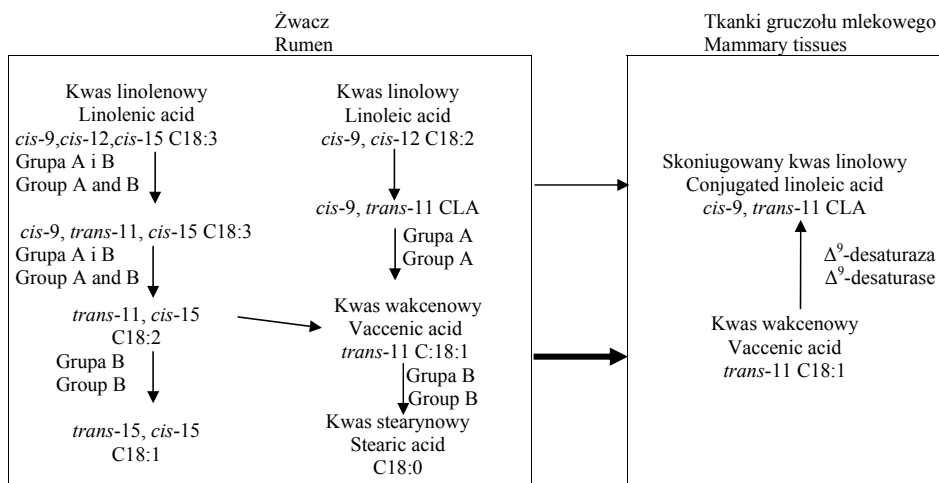 Żwacz
Rumen
Tkanki gruczołu mlekowego
Mammary tissues
Kwas linolenowy
Linolenic acid
cis-9,cis-12,cis-15 C18:3
Grupa A i B
Group A and B
cis-9, trans-11, cis-15 C18:3
Grupa A i B
Group A and B
trans-11, cis-15
C18:2
Grupa B
Group B
trans-15, cis-15
C18:1
Kwas linolowy
Linoleic acid
cis-9, cis-12 C18:2
cis-9, trans-11 CLA
Grupa A
Group A
Kwas wakcenowy
Vaccenic acid
trans-11 C:18:1
Grupa B
Group B
Kwas stearynowy
Stearic acid
C18:0
Skoniugowany kwas linolowy
Conjugated linoleic acid
cis-9, trans-11 CLA
Δ⁹-desaturaza
Δ⁹-desaturase
Kwas wakcenowy
Vaccenic acid
trans-11 C18:1